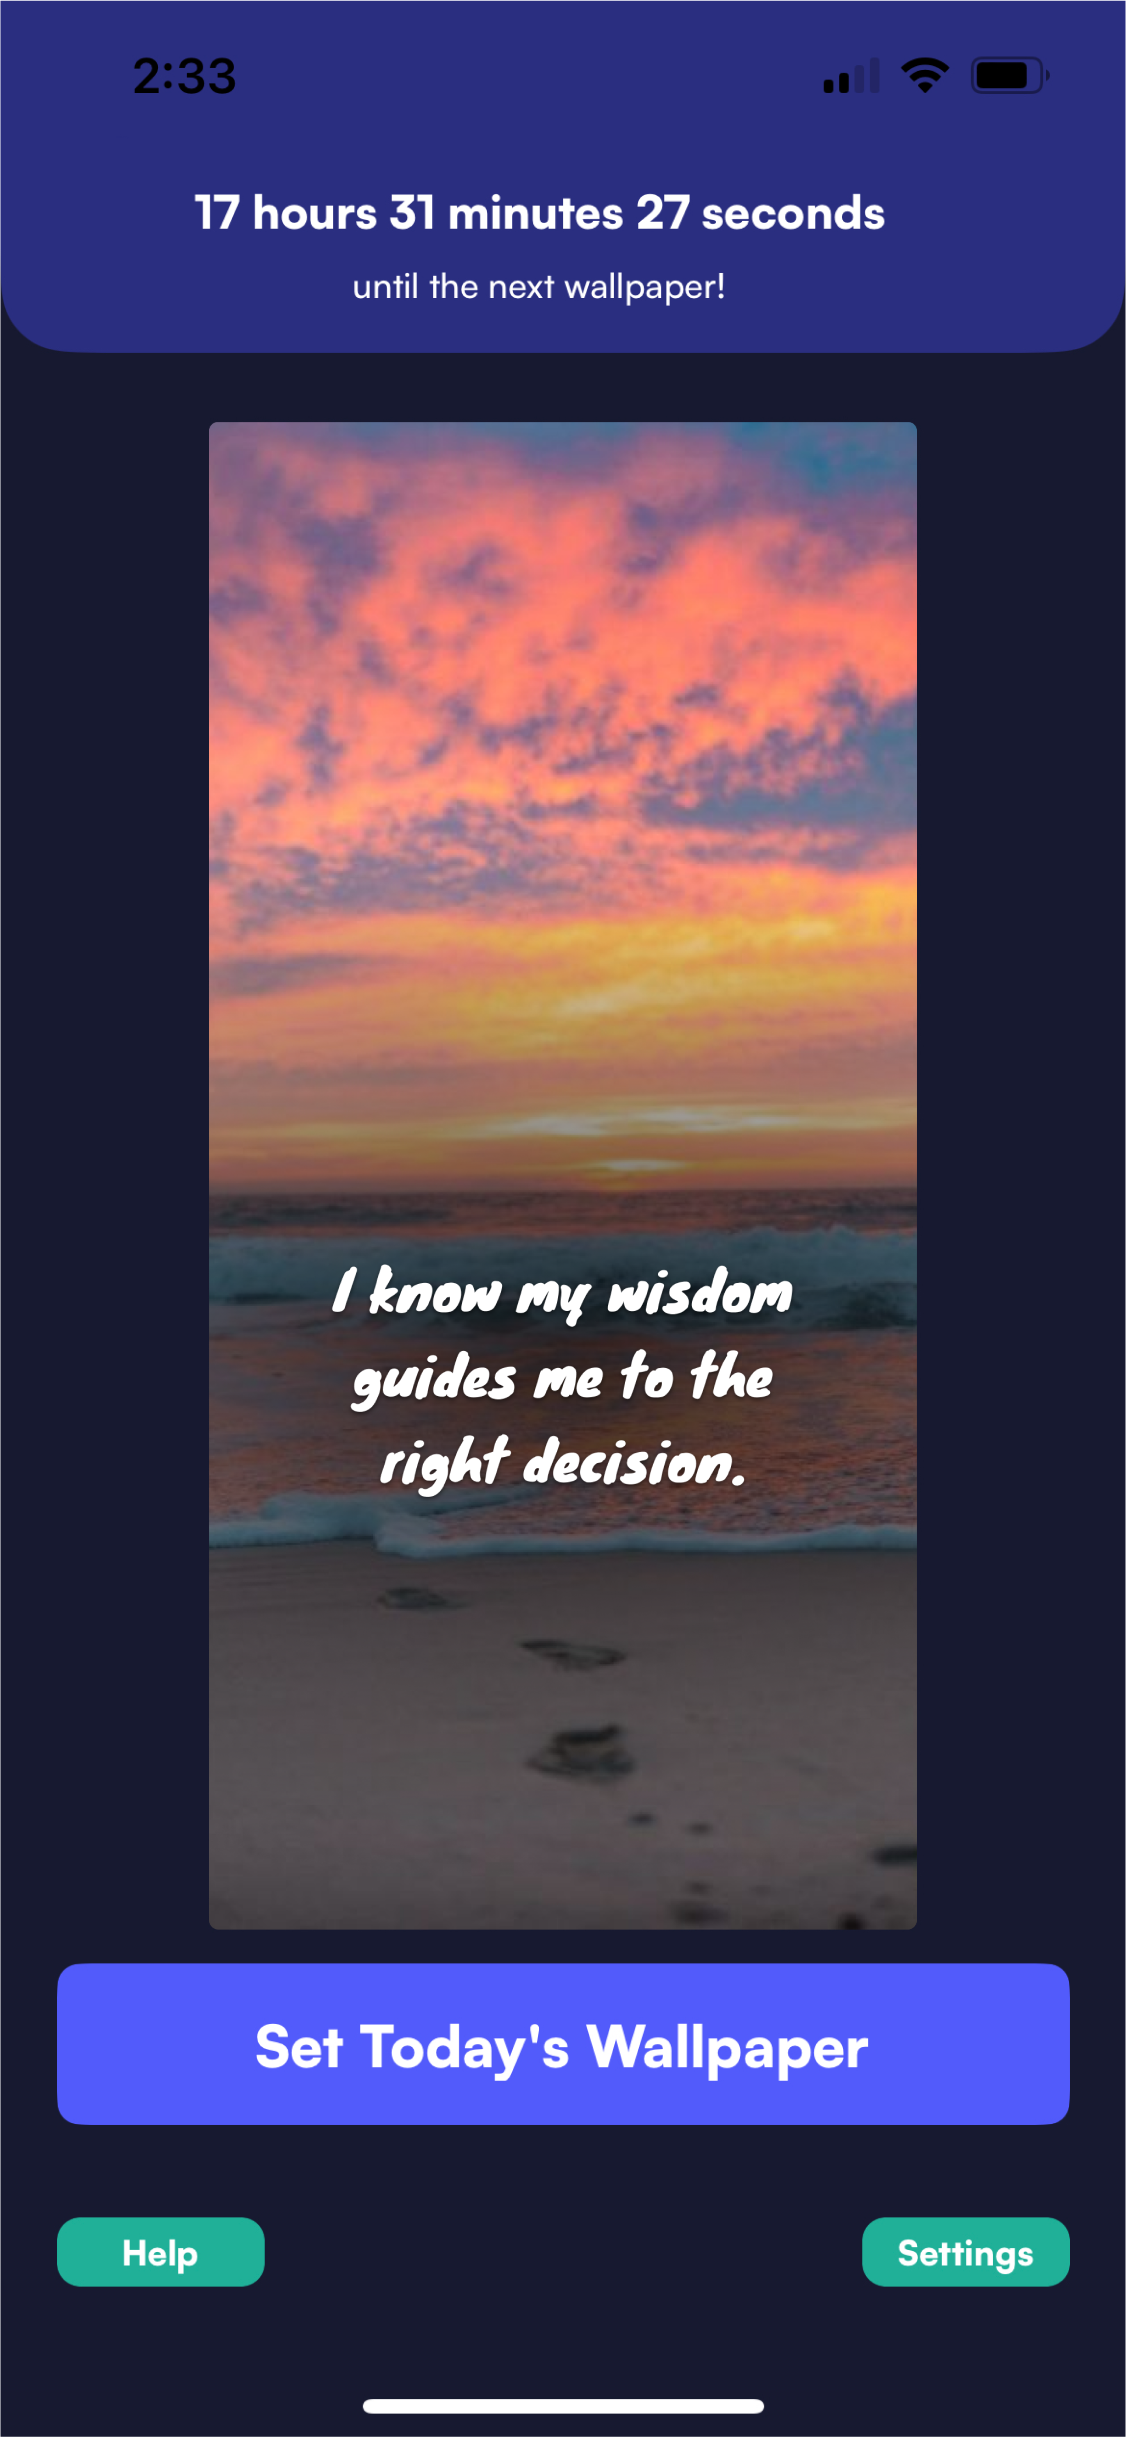 2:33
17 hours 31 minutes 27 seconds
until the next wallpaper!
I know my wisdom
guides me to the
right decision.
Set Today's Wallpaper
Help
Settings